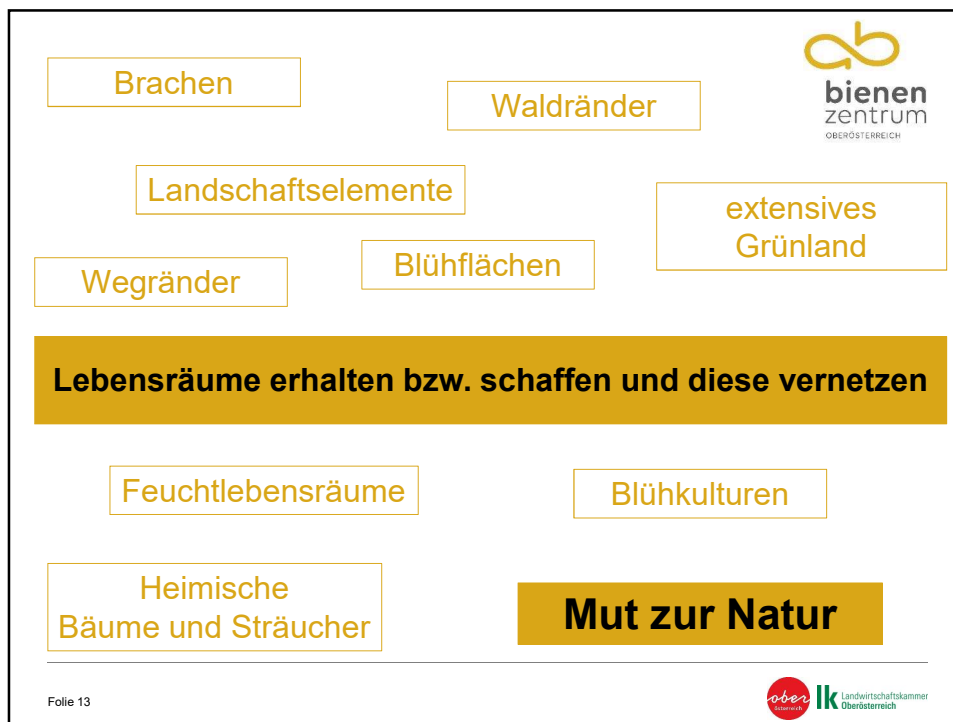 Brachen
Waldränder
bienen
zentrum
OBERÖSTERREICH
Landschaftselemente
extensives
Grünland
Blühflächen
Wegränder
Lebensräume erhalten bzw. schaffen und diese vernetzen
Feuchtlebensräume
Blühkulturen
Heimische
Bäume und Sträucher
Mut zur Natur
Folie 13
ober
österreich
lk Landwirtschaftskammer
Oberösterreich